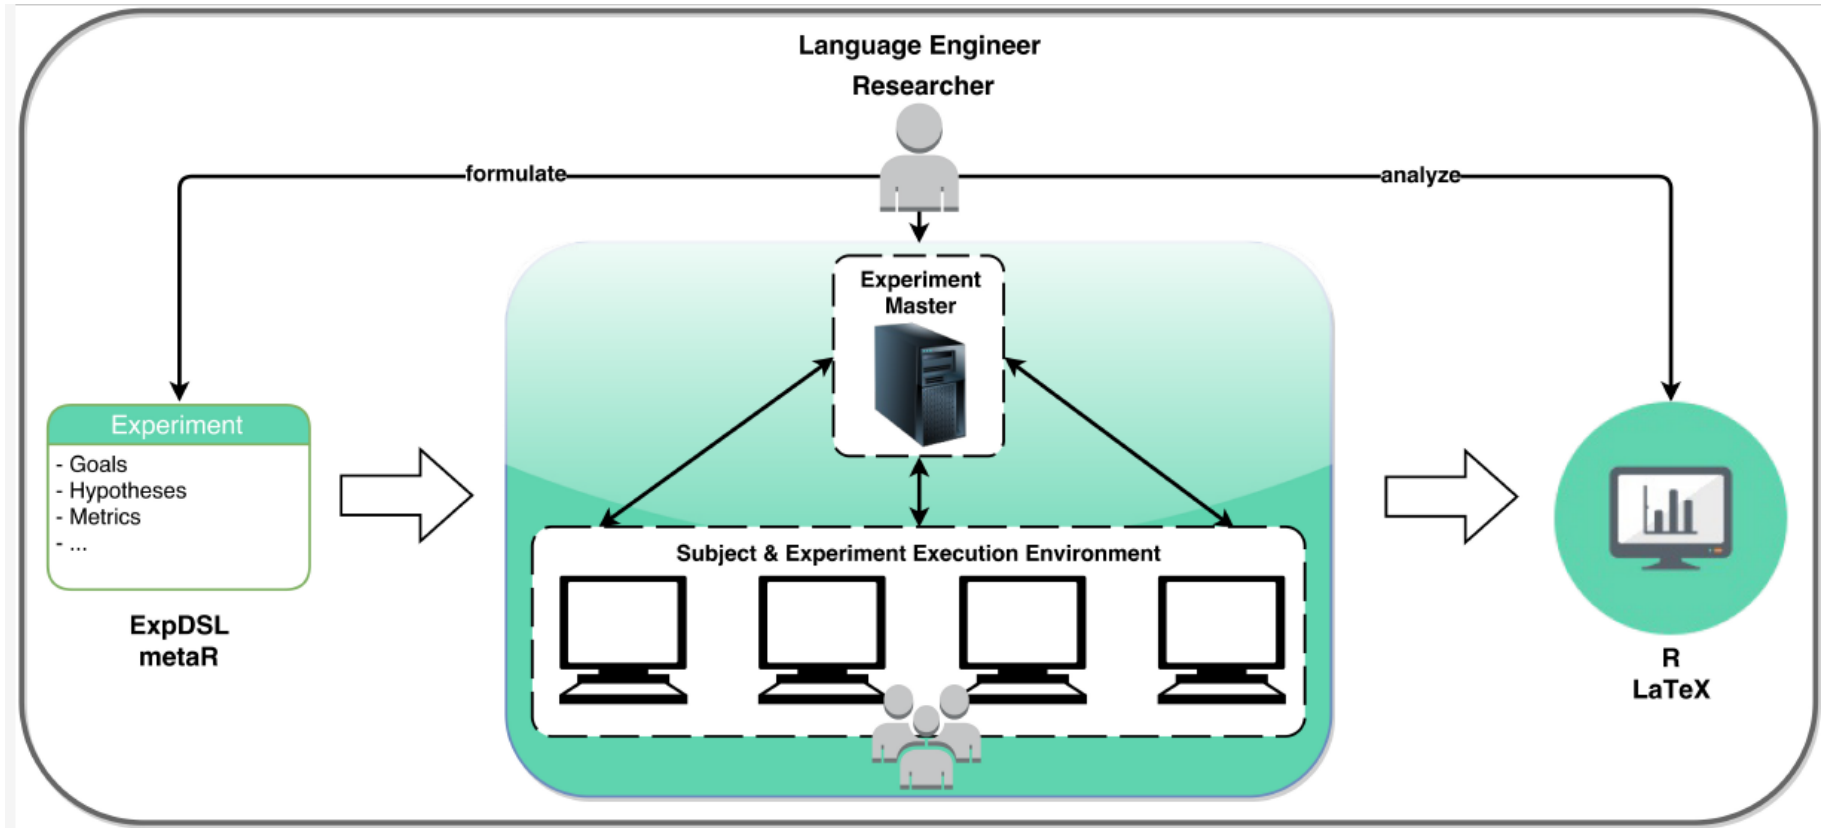 Language Engineer
Researcher
formulate
analyze
Experiment
Master
Experiment
- Goals
- Hypotheses
- Metrics
- ...
Subject & Experiment Execution Environment
ExpDSL
metaR
R
LaTeX